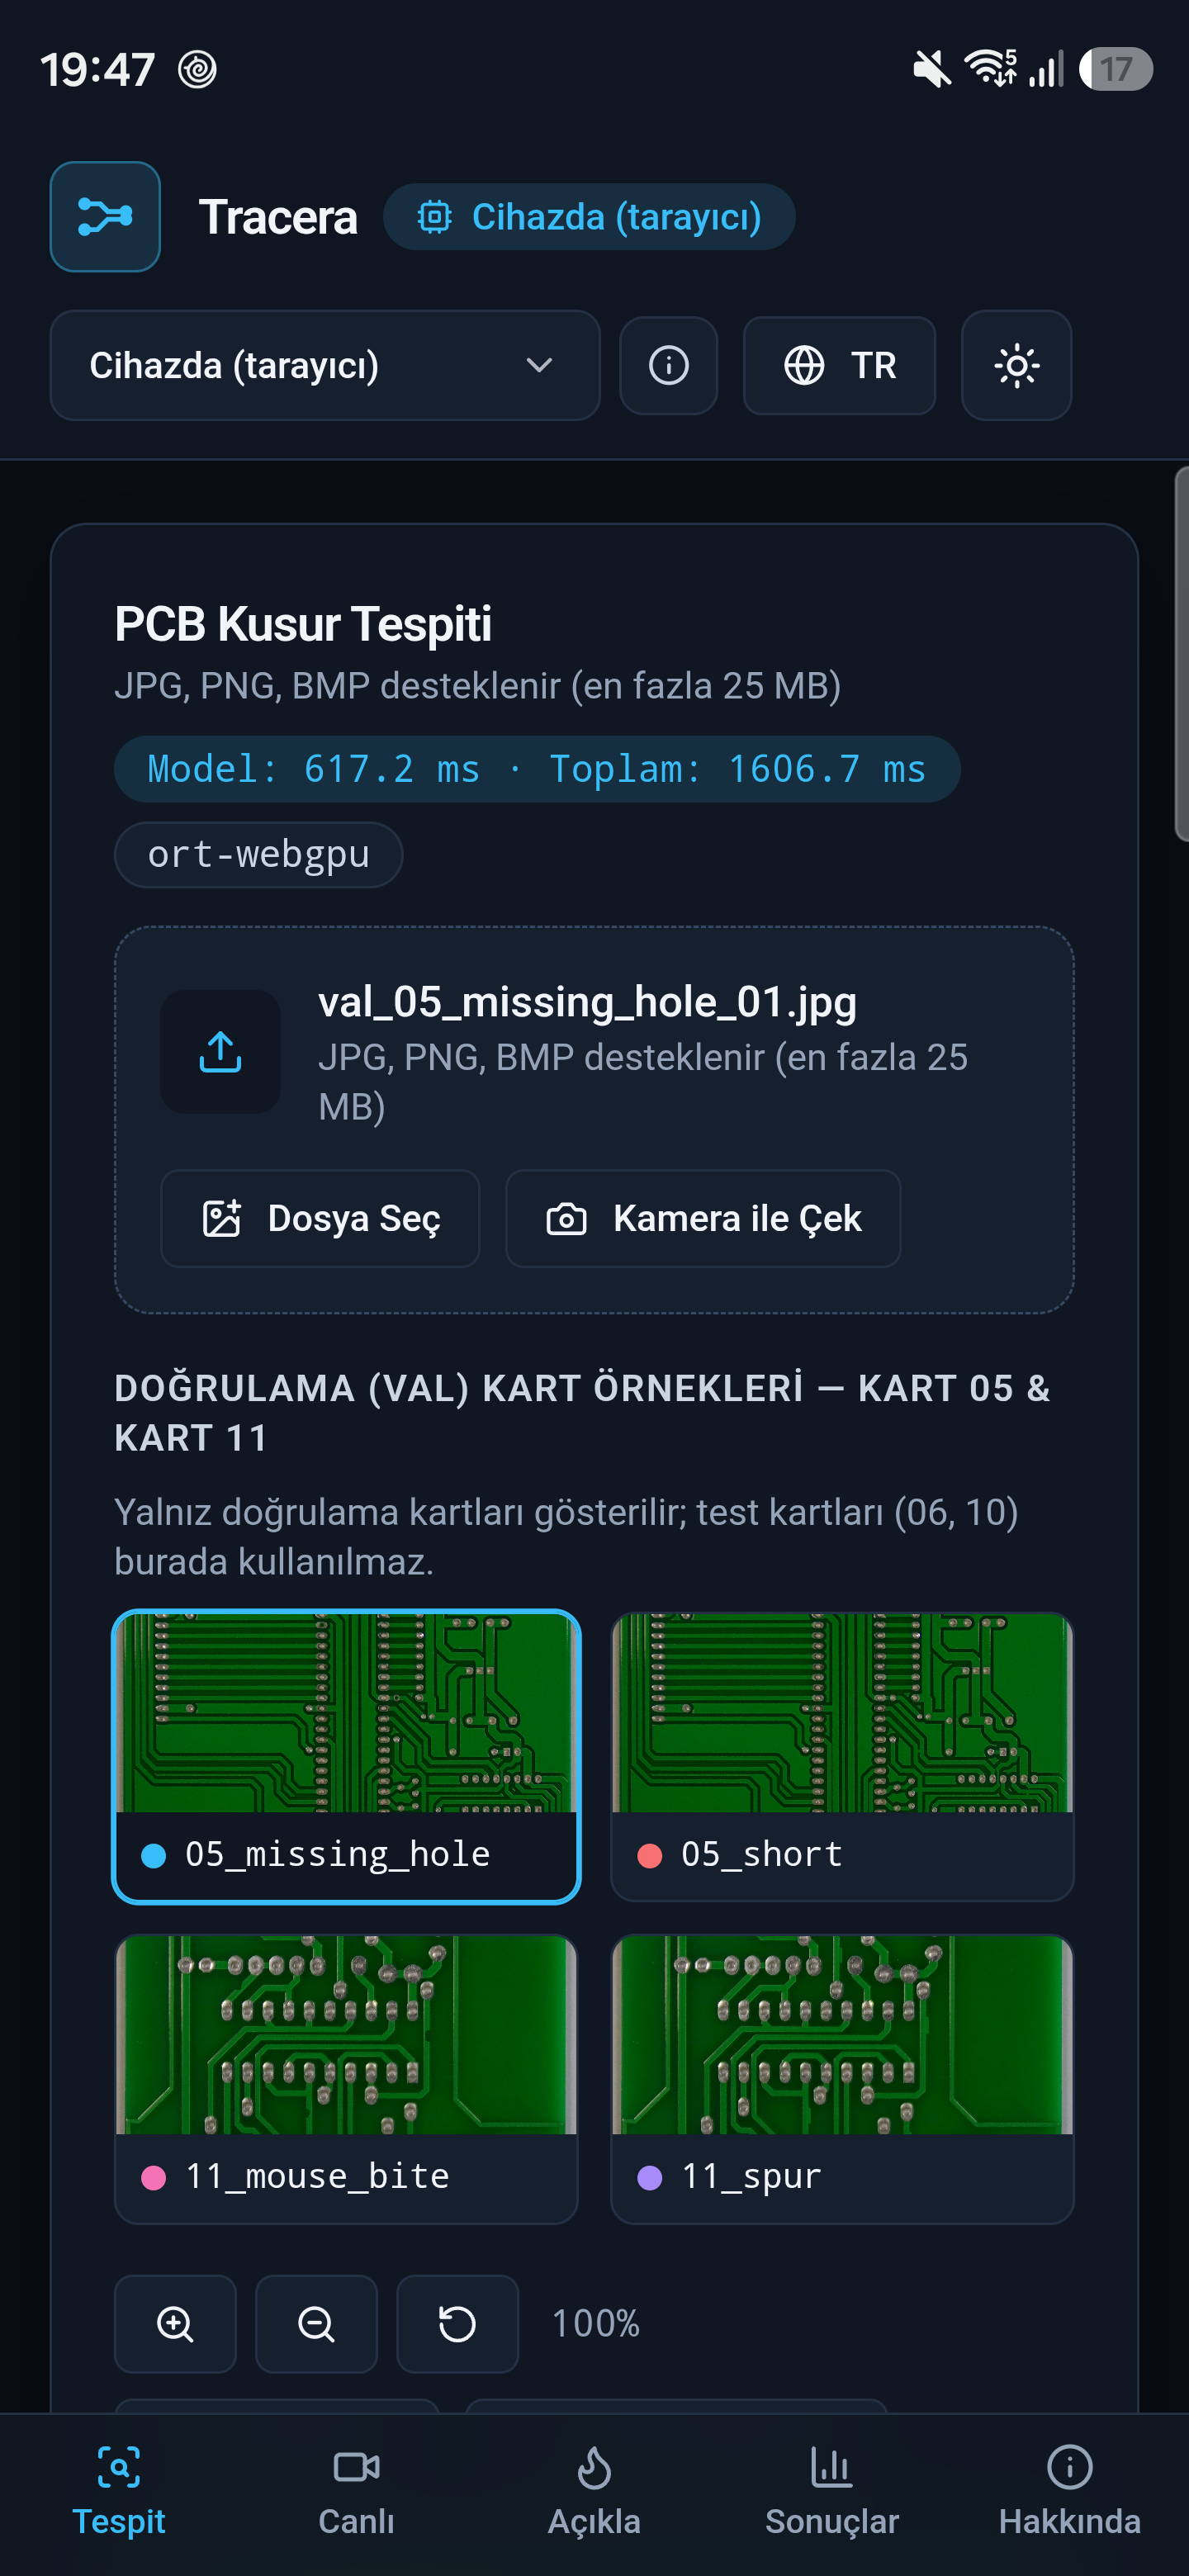 19:47
5
17
Tracera
Cihazda (tarayıcı)
Cihazda (tarayıcı)
TR
PCB Kusur Tespiti
JPG, PNG, BMP desteklenir (en fazla 25 MB)
Model: 617.2 ms · Toplam: 1606.7 ms
ort-webgpu
val_05_missing_hole_01.jpg
JPG, PNG, BMP desteklenir (en fazla 25
MB)
Dosya Seç
Kamera ile Çek
DOĞRULAMA (VAL) KART ÖRNEKLERİ — KART 05 &
KART 11
Yalnız doğrulama kartları gösterilir; test kartları (06, 10)
burada kullanılmaz.
05_missing_hole
05_short
11_mouse_bite
11_spur
100%
Tespit
Canlı
Açıkla
Sonuçlar
Hakkında